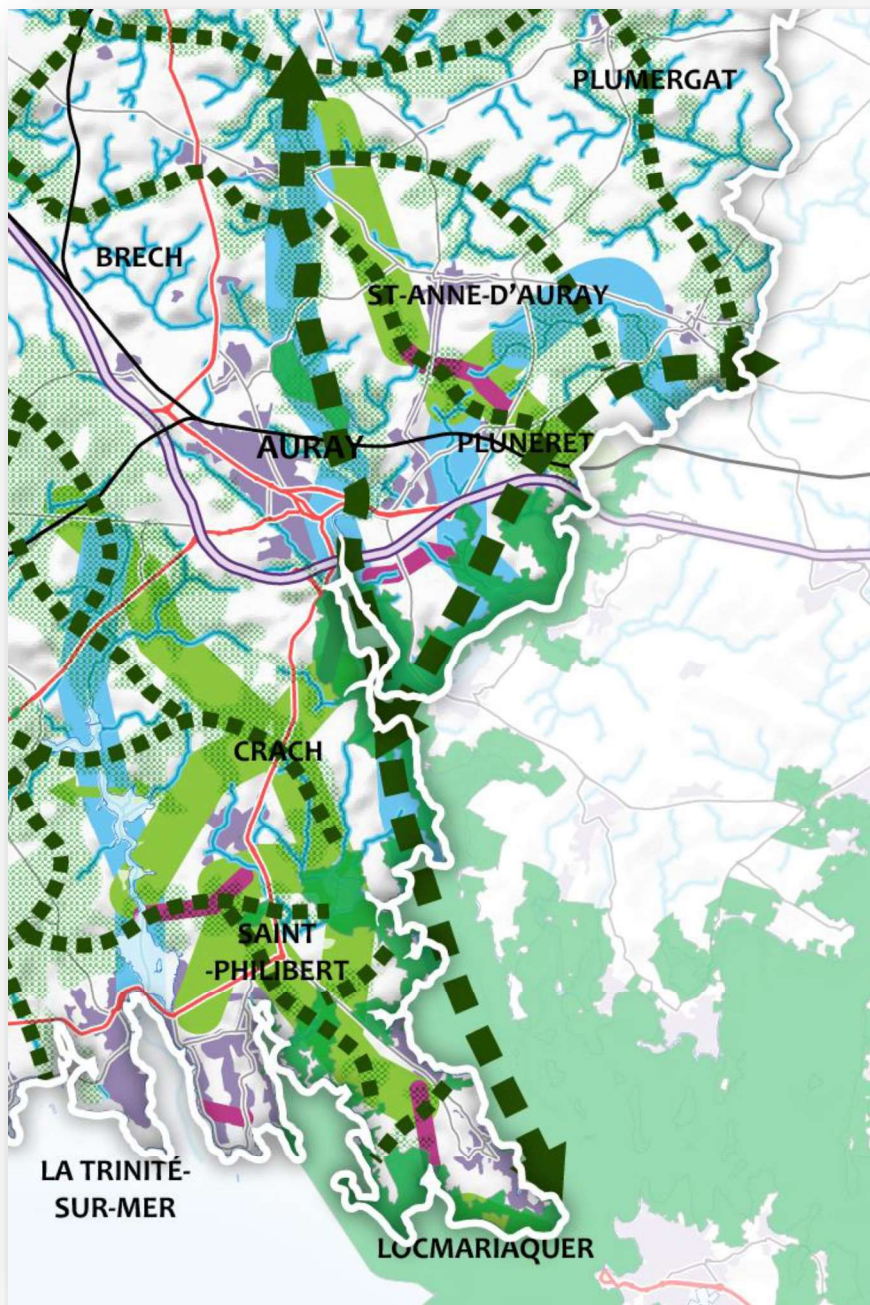 PLUMERGAT
BRECH
ST-ANNE-D'AURAY
AURAY
PLUNERET
CRACH
SAINT
-PHILIBERT
LA TRINITÉ-
SUR-MER
LOCMARIAQUER